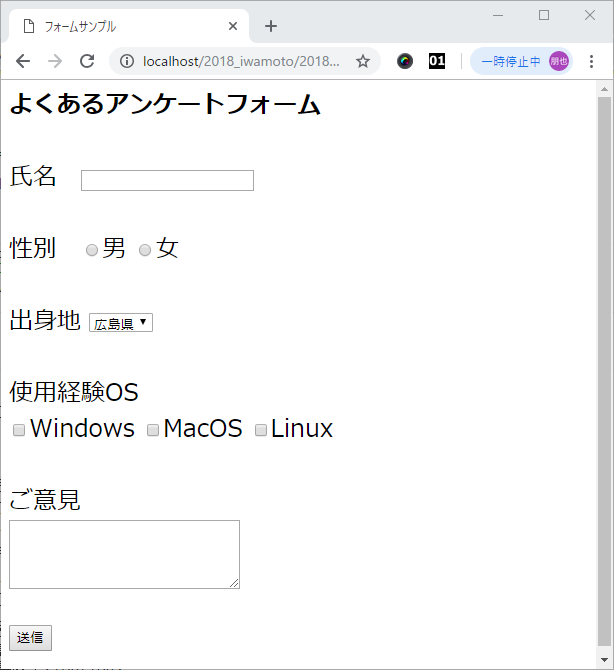 フォームサンプル
localhost/2018_iwamoto/2018...
01
一時停止中 朋也
よくあるアンケートフォーム
氏名
性別 男 女
出身地 広島県
使用経験OS
Windows MacOS Linux
ご意見
送信